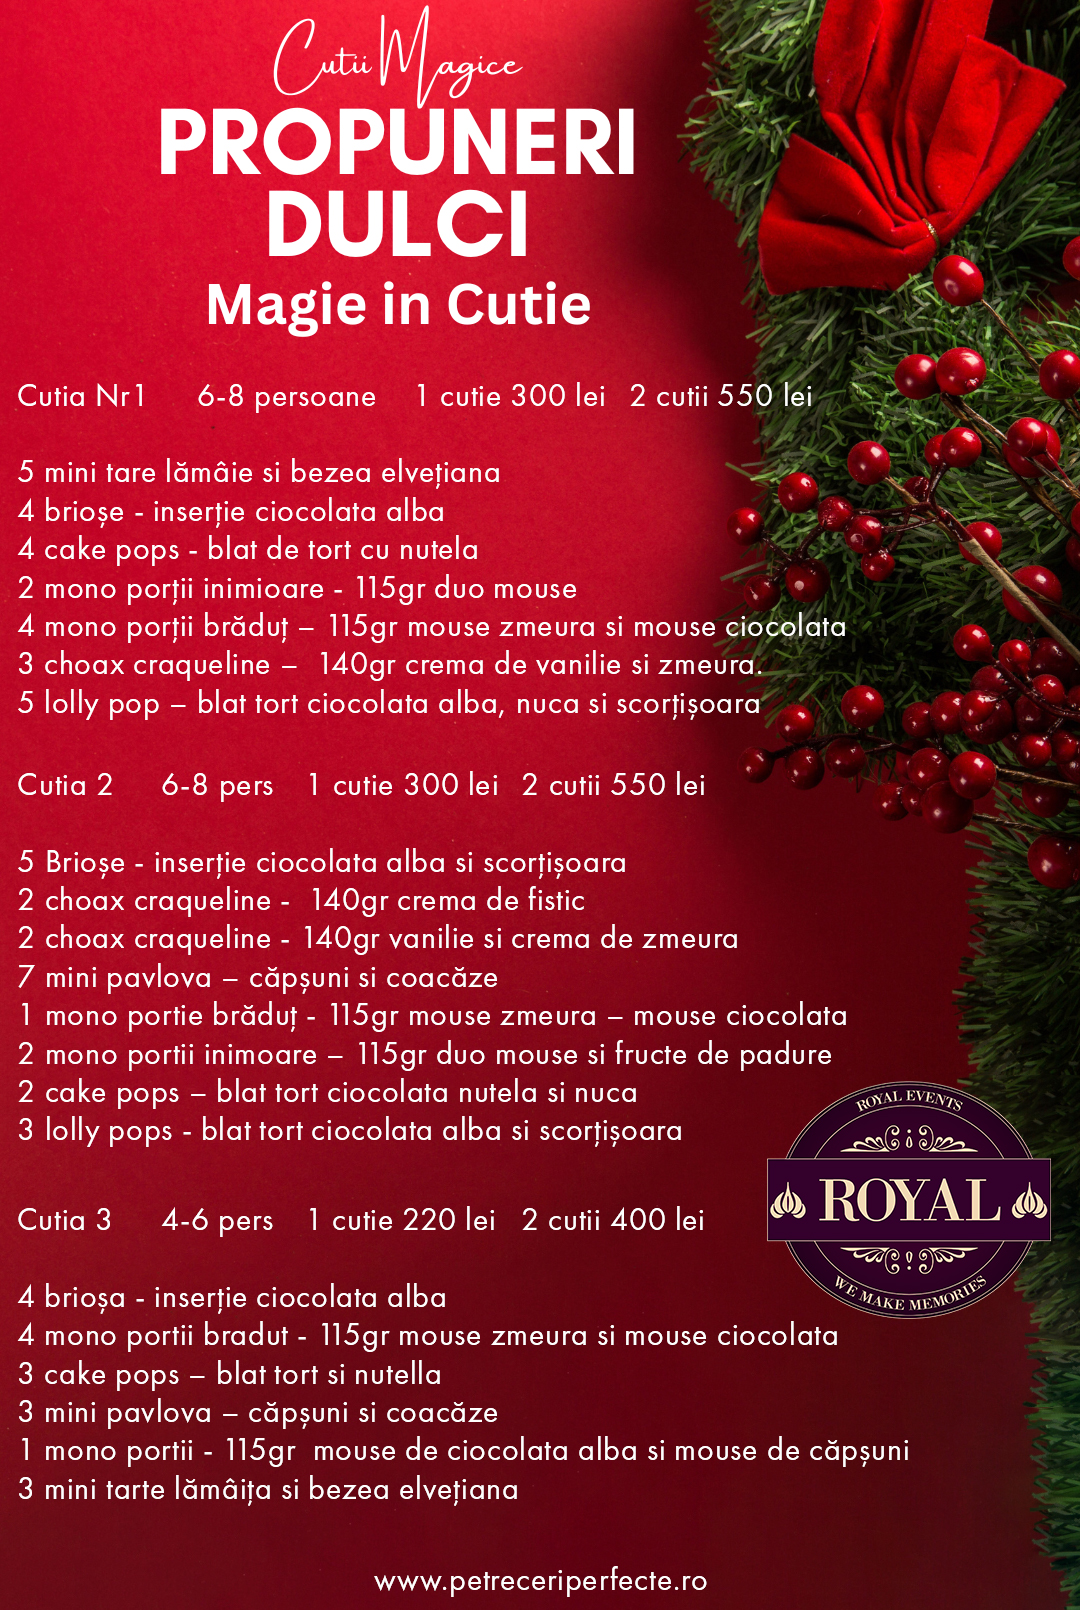 Cutii Magice
PROPUNERI
DULCI
Magie in Cutie
Cutia Nr1 6-8 persoane 1 cutie 300 lei 2 cutii 550 lei
5 mini tare lămâie si bezea elvețiana
4 brioșe - inserție ciocolata alba
4 cake pops - blat de tort cu nutela
2 mono porții inimioare - 115gr duo mouse
4 mono porții brăduț – 115gr mouse zmeura si mouse ciocolata
3 choax craqueline – 140gr crema de vanilie si zmeura.
5 lolly pop – blat tort ciocolata alba, nuca si scorțișoara
Cutia 2 6-8 pers 1 cutie 300 lei 2 cutii 550 lei
5 Brioșe - inserție ciocolata alba si scorțișoara
2 choax craqueline - 140gr crema de fistic
2 choax craqueline - 140gr vanilie si crema de zmeura
7 mini pavlova – căpșuni si coacăze
1 mono portie brăduț - 115gr mouse zmeura – mouse ciocolata
2 mono portii inimoare – 115gr duo mouse si fructe de padure
2 cake pops – blat tort ciocolata nutela si nuca
3 lolly pops - blat tort ciocolata alba si scorțișoara
ROYAL EVENTS
ROYAL
WE MAKE MEMORIES
Cutia 3 4-6 pers 1 cutie 220 lei 2 cutii 400 lei
4 brioșa - inserție ciocolata alba
4 mono portii bradut - 115gr mouse zmeura si mouse ciocolata
3 cake pops – blat tort si nutella
3 mini pavlova – căpșuni si coacăze
1 mono portii - 115gr mouse de ciocolata alba si mouse de căpșuni
3 mini tarte lămâița si bezea elvețiana
www.petreceriperfecte.ro